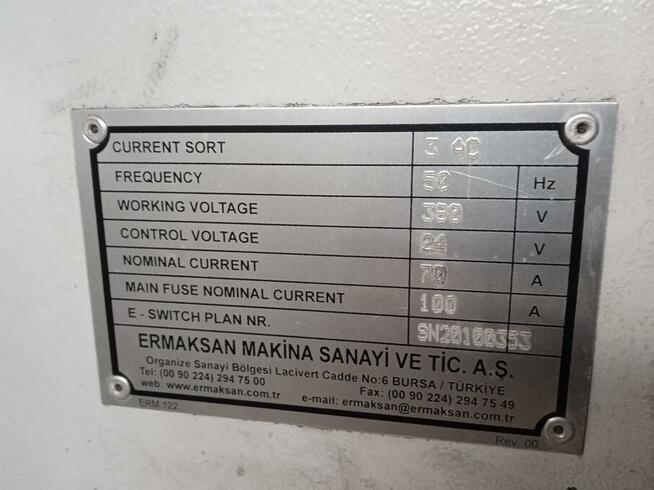 CURRENT SORT 3 AC
FREQUENCY 50 Hz
WORKING VOLTAGE 380 V
CONTROL VOLTAGE 24 V
NOMINAL CURRENT 70 A
MAIN FUSE NOMINAL CURRENT 100 A
E - SWITCH PLAN NR. SN20100353
ERMAKSAN MAKİNA SANAYİ VE TİC. A.Ş.
Organize Sanayi Bölgesi Lacivert Cadde No:6 BURSA / TÜRKİYE
Tel: (00 90 224) 294 75 00 Fax: (00 90 224) 294 75 49
web: www.ermaksan.com.tr e-mail: ermaksan@ermaksan.com.tr
ERM 122 Rev. 00